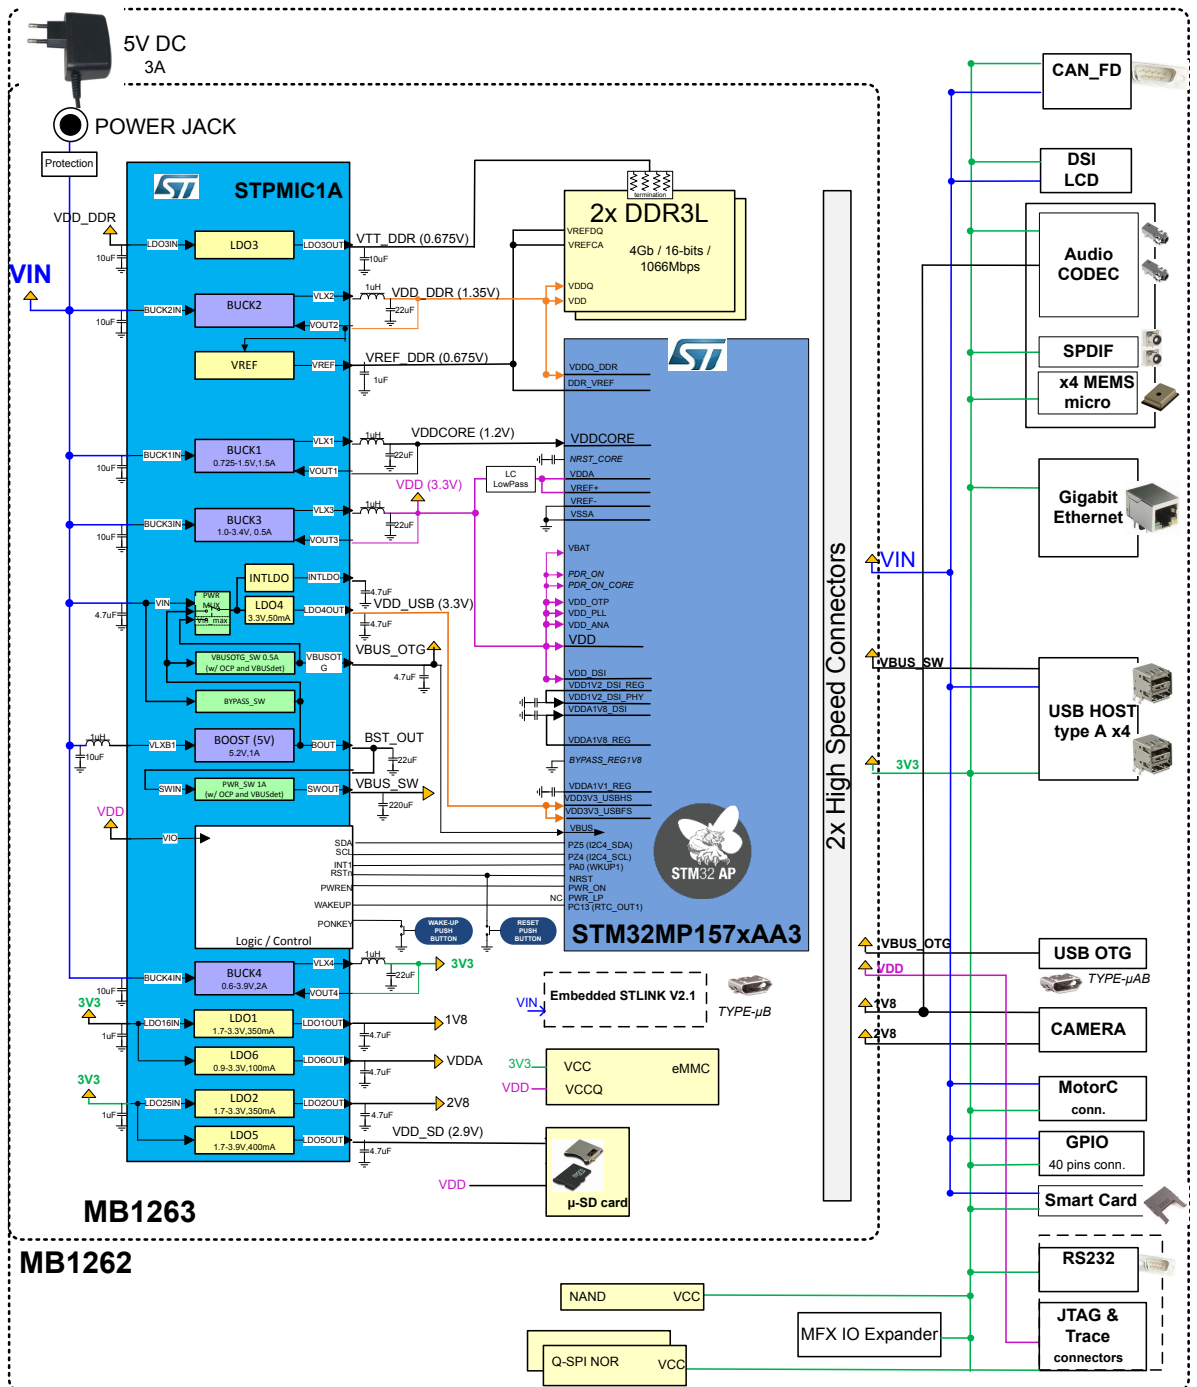 5V DC
3A
POWER JACK
Protection
STPMIC1A
VDD_DDR
10uF
LDO3IN
LDO3
LDO3OUT
VTT_DDR (0.675V)
10uF
VIN
10uF
BUCK2IN
BUCK2
VLX2
VOUT2
1uH
VDD_DDR (1.35V)
22uF
VREF
VREF
VREF_DDR (0.675V)
1uF
10uF
BUCK1IN
BUCK1
0.725-1.5V,1.5A
VLX1
VOUT1
1uH
VDDCORE (1.2V)
22uF
10uF
BUCK3IN
BUCK3
1.0-3.4V, 0.5A
VLX3
VOUT3
1uH
VDD (3.3V)
22uF
LC
LowPass
INTLDO
INTLDO
4.7uF
4.7uF
VIN
PWR
MUX
Vin_max
LDO4
3.3V,50mA
LDO4OUT
VDD_USB (3.3V)
4.7uF
VBUSOTG_SW 0.5A
(w/ OCP and VBUSdet)
VBUSOT
G
VBUS_OTG
4.7uF
BYPASS_SW
1uH
10uF
VLXB1
BOOST (5V)
5.2V,1A
BOUT
BST_OUT
22uF
SWIN
PWR_SW 1A
(w/ OCP and VBUSdet)
SWOUT
VBUS_SW
220uF
VDD
VIO
SDA
SCL
INT1
RSTn
PWREN
WAKEUP
PONKEY
Logic / Control
WAKE-UP
PUSH
BUTTON
RESET
PUSH
BUTTON
10uF
BUCK4IN
BUCK4
0.6-3.9V,2A
VLX4
VOUT4
1uH
3V3
22uF
3V3
1uF
LDO16IN
LDO1
1.7-3.3V,350mA
LDO1OUT
1V8
4.7uF
LDO6
0.9-3.3V,100mA
LDO6OUT
VDDA
4.7uF
3V3
1uF
LDO25IN
LDO2
1.7-3.3V,350mA
LDO2OUT
2V8
4.7uF
LDO5
1.7-3.9V,400mA
LDO5OUT
VDD_SD (2.9V)
4.7uF
MB1263
MB1262
termination
2x DDR3L
VREFDQ
VREFCA
4Gb / 16-bits /
1066Mbps
VDDQ
VDD
VDDQ_DDR
DDR_VREF
VDDCORE
NRST_CORE
VDDA
VREF+
VREF-
VSSA
VBAT
PDR_ON
PDR_ON_CORE
VDD_OTP
VDD_PLL
VDD_ANA
VDD
VDD_DSI
VDD1V2_DSI_REG
VDD1V2_DSI_PHY
VDDA1V8_DSI
VDDA1V8_REG
BYPASS_REG1V8
VDDA1V1_REG
VDD3V3_USBHS
VDD3V3_USBFS
VBUS
PZ5 (I2C4_SDA)
PZ4 (I2C4_SCL)
PA0 (WKUP1)
NRST
PWR_ON
NC
PWR_LP
PC13 (RTC_OUT1)
STM32 AP
STM32MP157xAA3
VIN
Embedded STLINK V2.1
TYPE-µB
3V3
VCC
eMMC
VDD
VCCQ
VDD
µ-SD card
NAND
VCC
Q-SPI NOR
VCC
MFX IO Expander
2x High Speed Connectors
VIN
VBUS_SW
3V3
VBUS_OTG
VDD
1V8
2V8
CAN_FD
DSI
LCD
Audio
CODEC
SPDIF
x4 MEMS
micro
Gigabit
Ethernet
USB HOST
type A x4
USB OTG
TYPE-µAB
CAMERA
MotorC
conn.
GPIO
40 pins conn.
Smart Card
RS232
JTAG &
Trace
connectors